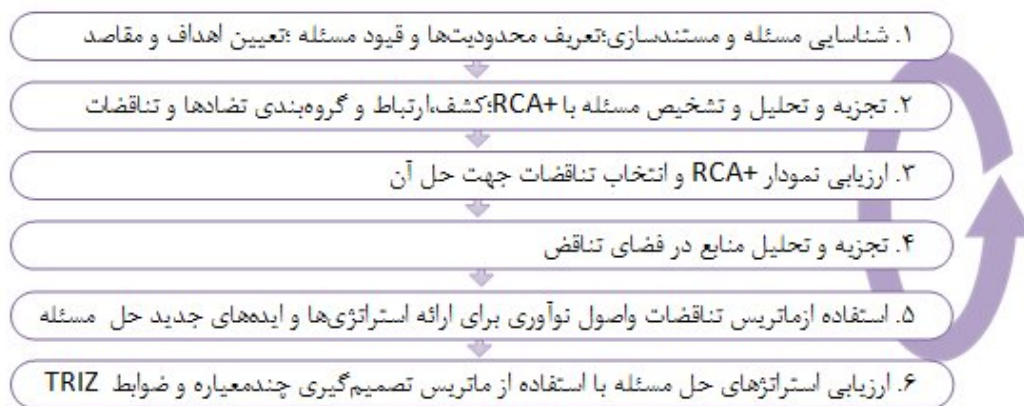 ۱. شناسایی مسئله و مستندسازی؛تعریف محدودیت‌ها و قیود مسئله ؛تعیین اهداف و مقاصد
۲. تجزیه و تحلیل و تشخیص مسئله با +RCA؛کشف،ارتباط و گروه‌بندی تضادها و تناقضات
۳. ارزیابی نمودار +RCA و انتخاب تناقضات جهت حل آن
۴. تجزیه و تحلیل منابع در فضای تناقض
۵. استفاده ازماتریس تناقضات واصول نوآوری برای ارائه استراتژی‌ها و ایده‌های جدید حل مسئله
۶. ارزیابی استراتژهای حل مسئله با استفاده از ماتریس تصمیم‌گیری چندمعیاره و ضوابط TRIZ